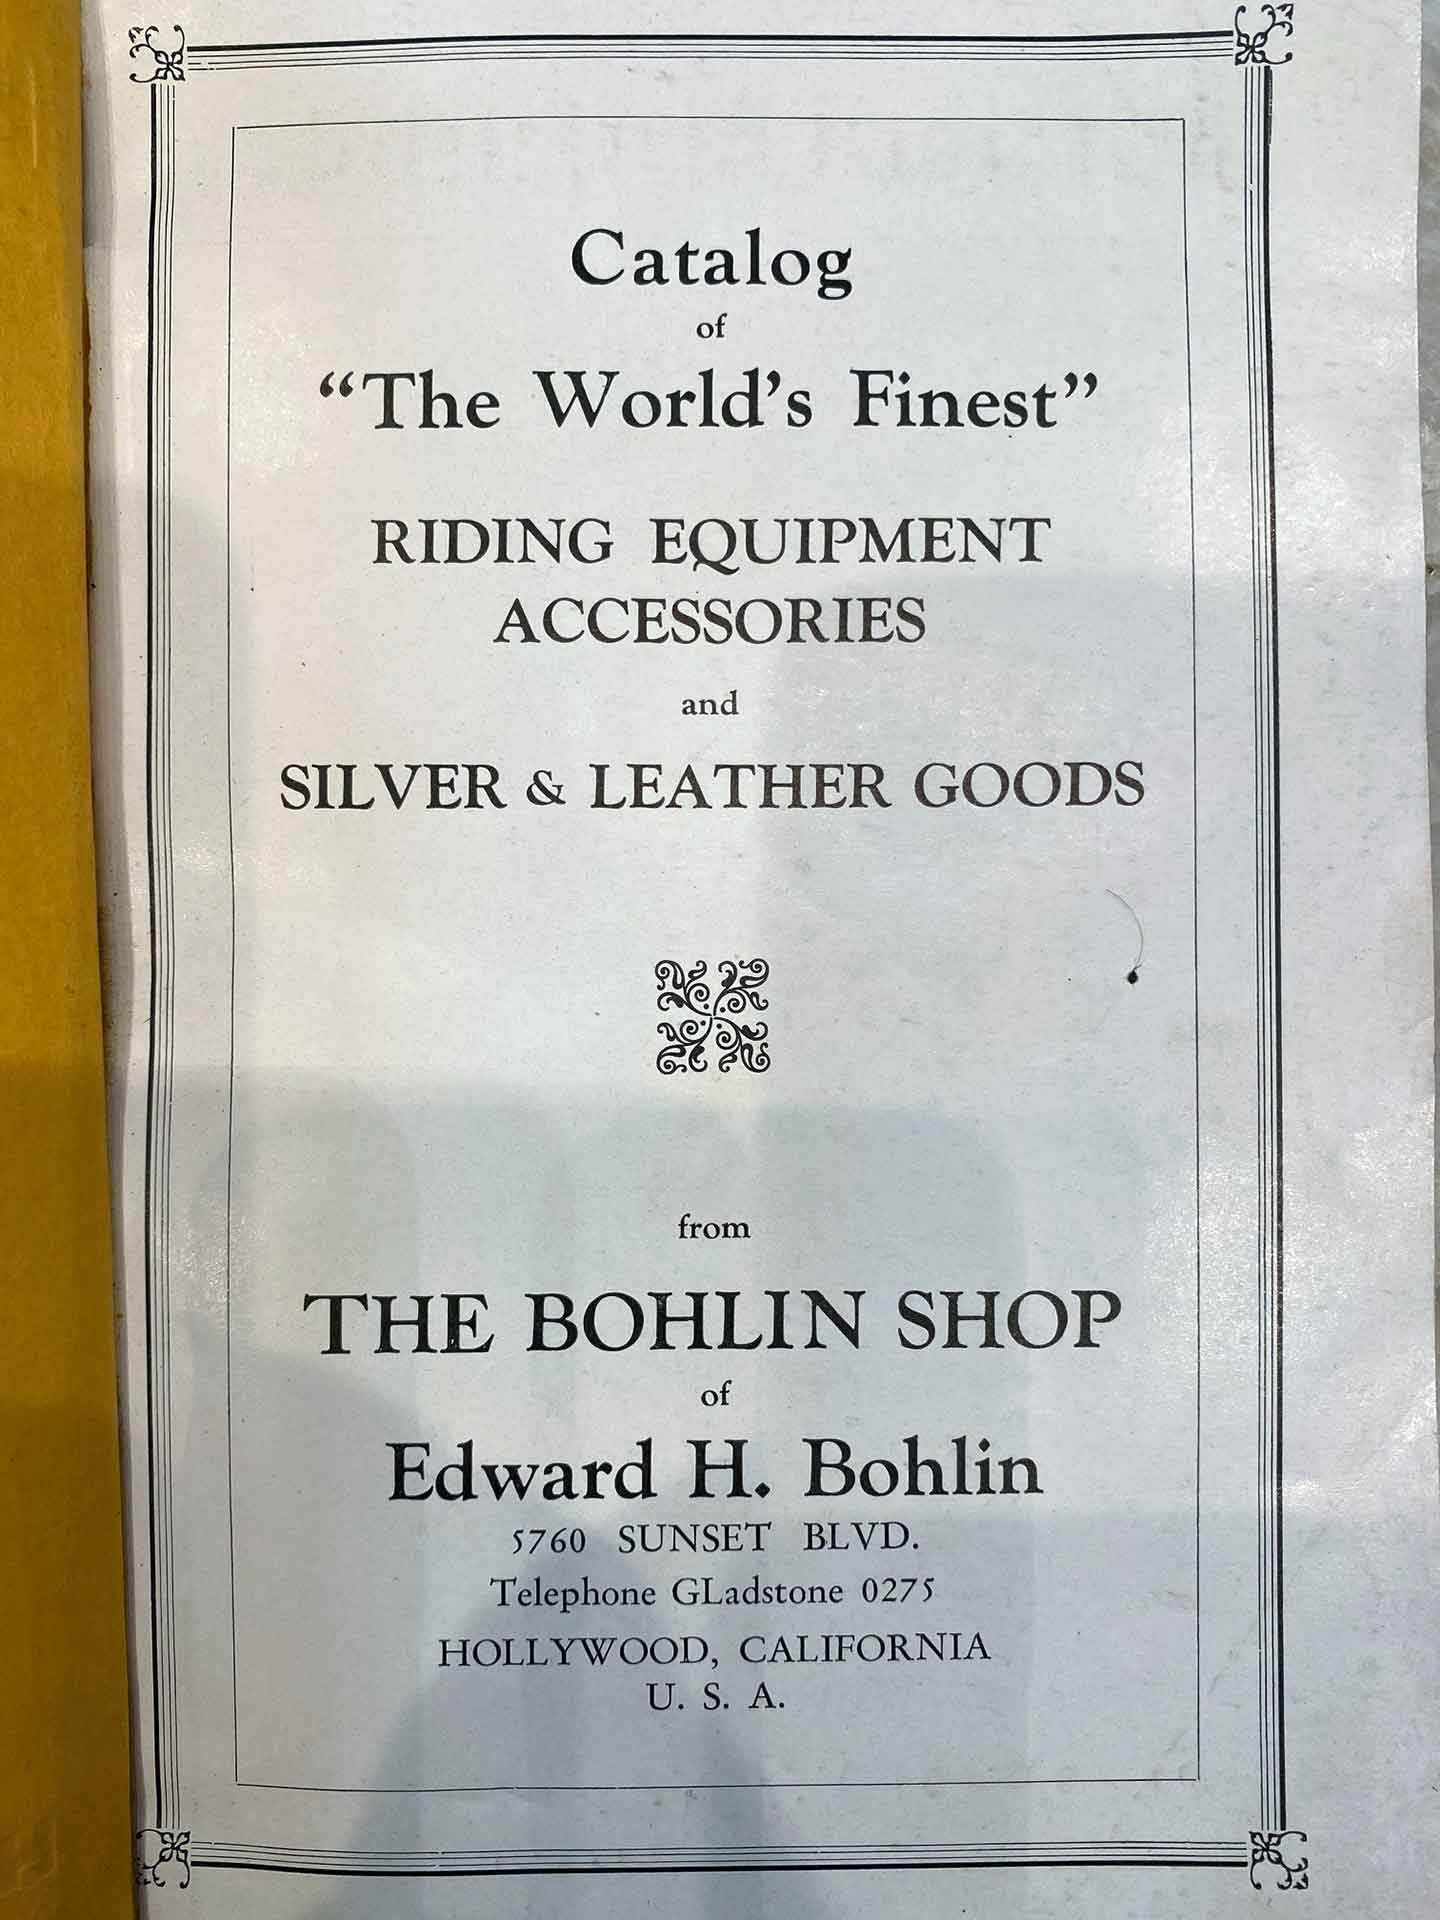 Catalog
of
“The World’s Finest”
RIDING EQUIPMENT
ACCESSORIES
and
SILVER & LEATHER GOODS
from
THE BOHLIN SHOP
of
Edward H. Bohlin
5760 SUNSET BLVD.
Telephone GLadstone 0275
HOLLYWOOD, CALIFORNIA
U. S. A.